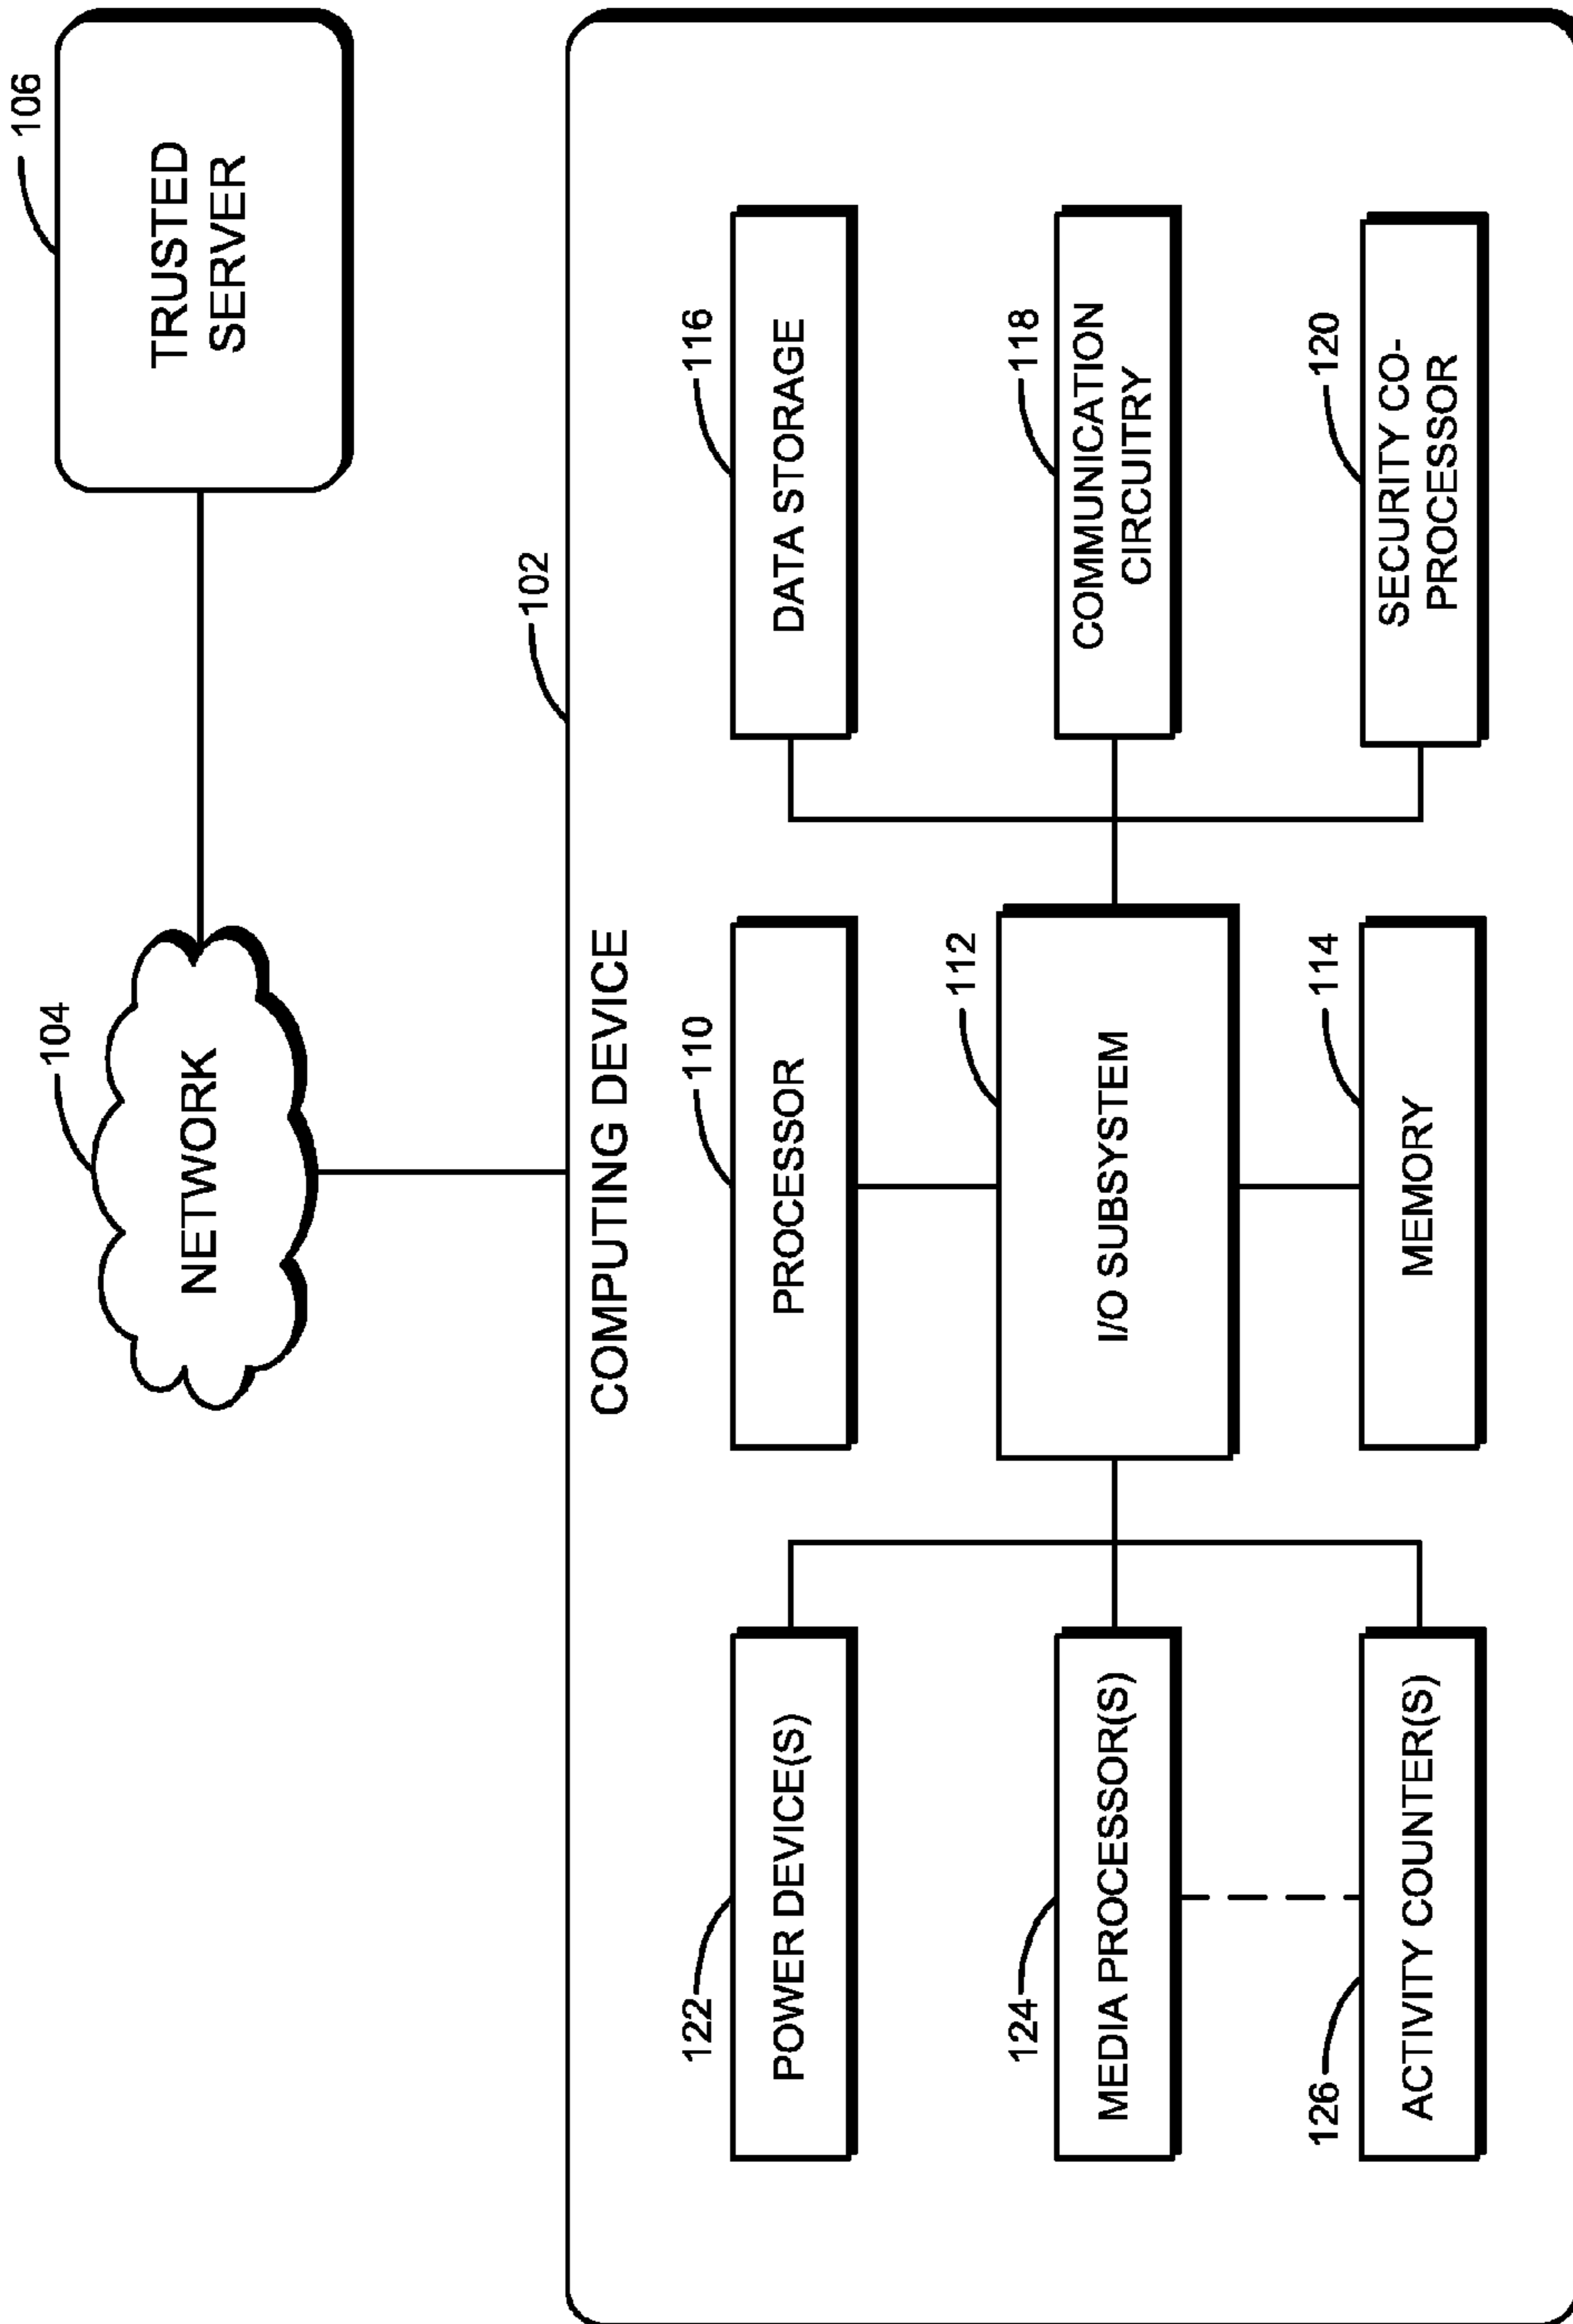 106
TRUSTED
SERVER
104
NETWORK
102
COMPUTING DEVICE
122
POWER DEVICE(S)
110
PROCESSOR
116
DATA STORAGE
124
MEDIA PROCESSOR(S)
112
I/O SUBSYSTEM
118
COMMUNICATION
CIRCUITRY
126
ACTIVITY COUNTER(S)
114
MEMORY
120
SECURITY CO-
PROCESSOR